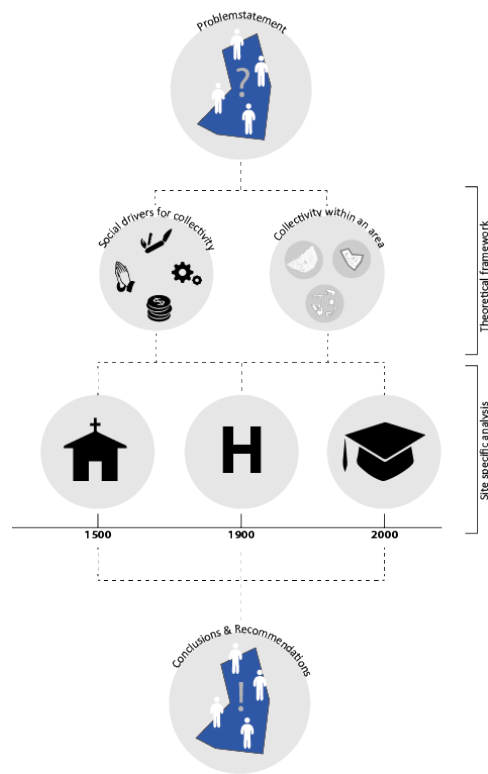 Problemstatement
?
Social drivers for collectivity
Collectivity within an area
$
Theoretical framework
H
Site specific analysis
1500
1900
2000
Conclusions & Recommendations
!